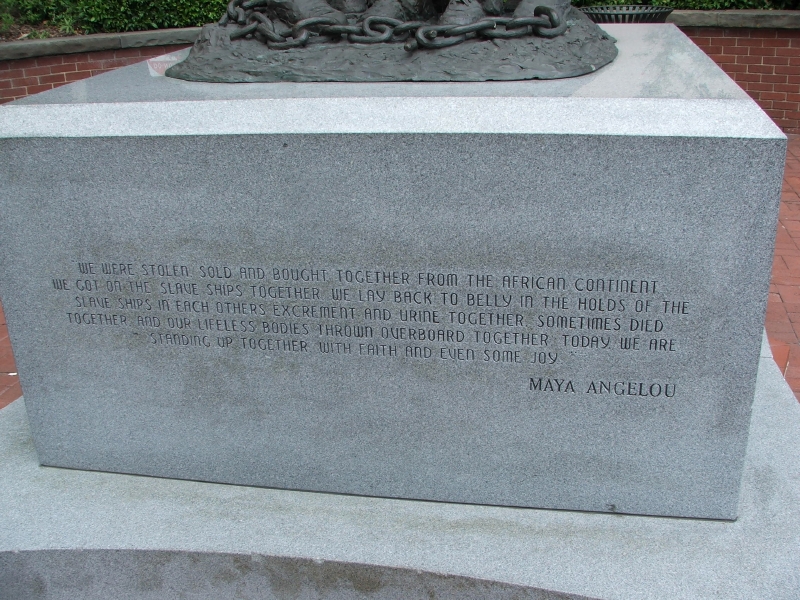 WE WERE STOLEN, SOLD AND BOUGHT TOGETHER FROM THE AFRICAN CONTINENT.
WE GOT ON THE SLAVE SHIPS TOGETHER. WE LAY BACK TO BELLY IN THE HOLDS OF THE
SLAVE SHIPS IN EACH OTHERS EXCREMENT AND URINE TOGETHER, SOMETIMES DIED
TOGETHER, AND OUR LIFELESS BODIES THROWN OVERBOARD TOGETHER. TODAY, WE ARE
STANDING UP TOGETHER, WITH FAITH AND EVEN SOME JOY.
MAYA ANGELOU